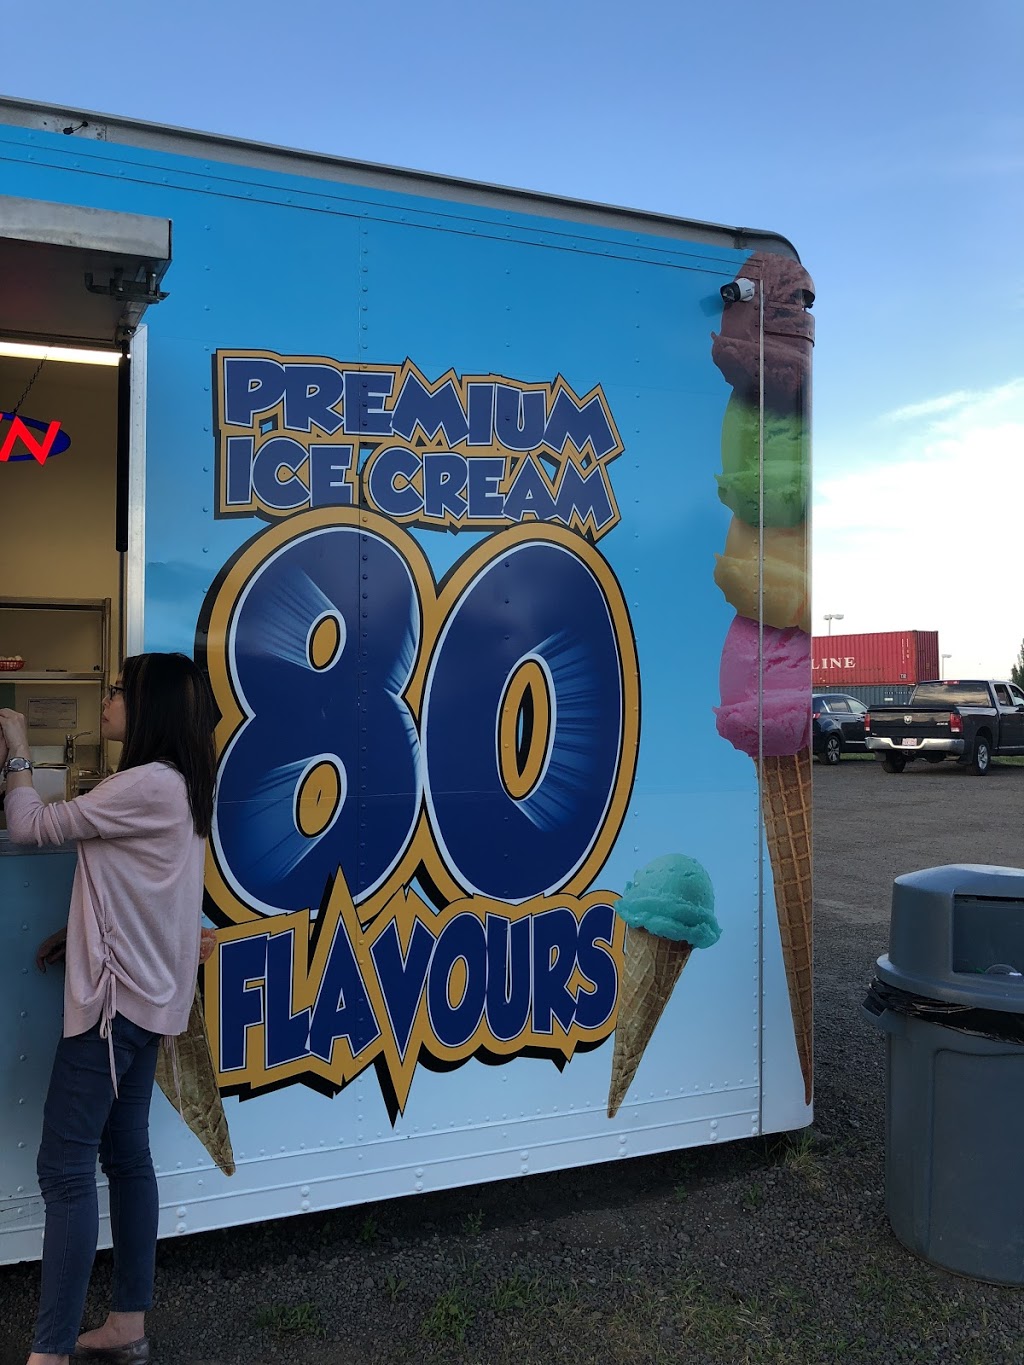 PREMIUM
ICE CREAM
80
FLAVOURS
LINE